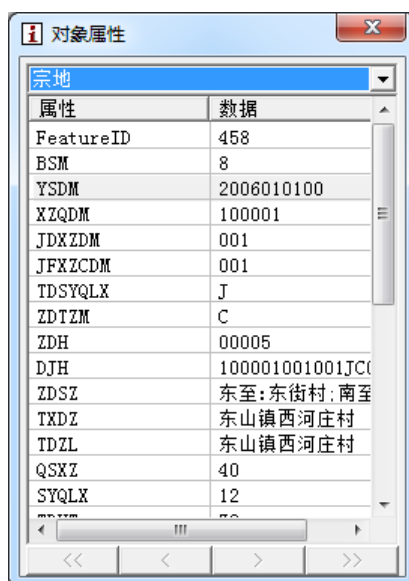 对象属性
宗地
属性 数据
FeatureID 458
BSM 8
YSDM 2006010100
XZQDM 100001
JDXZDM 001
JFXZCDM 001
TDSYQLX J
ZDTZM C
ZDH 00005
DJH 100001001001JC
ZDSZ 东至:东街村;南至
TXDZ 东山镇西河庄村
TDZL 东山镇西河庄村
QSXZ 40
SYQLX 12
<< < > >>